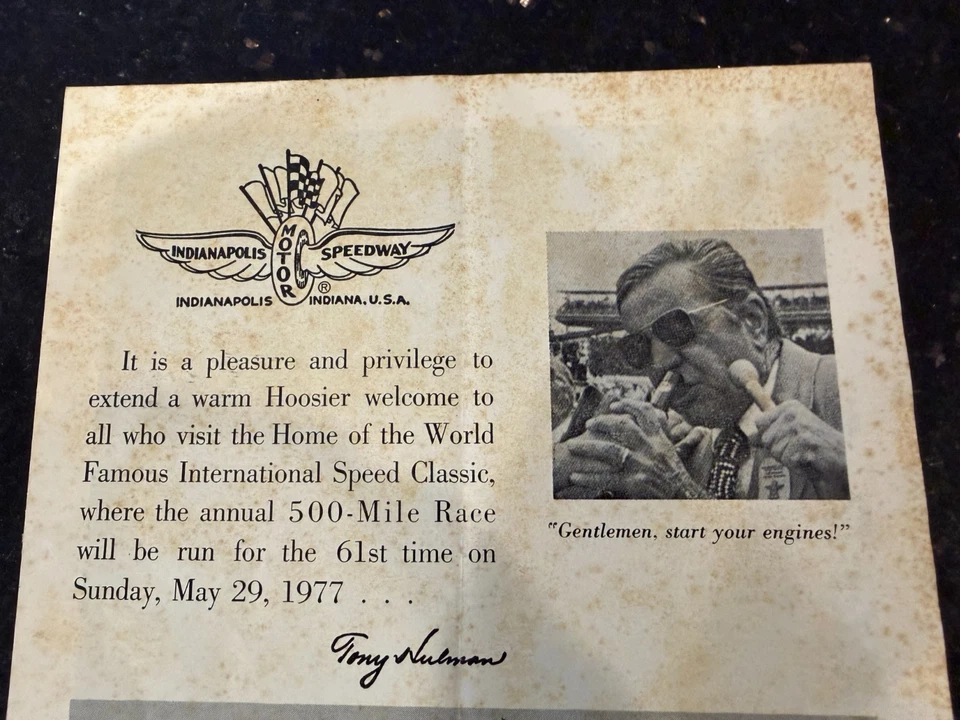 INDIANAPOLIS MOTOR SPEEDWAY
®
INDIANAPOLIS INDIANA, U.S.A.
It is a pleasure and privilege to
extend a warm Hoosier welcome to
all who visit the Home of the World
Famous International Speed Classic,
where the annual 500-Mile Race
will be run for the 61st time on
Sunday, May 29, 1977 . . .
Tony Hulman
"Gentlemen, start your engines!"